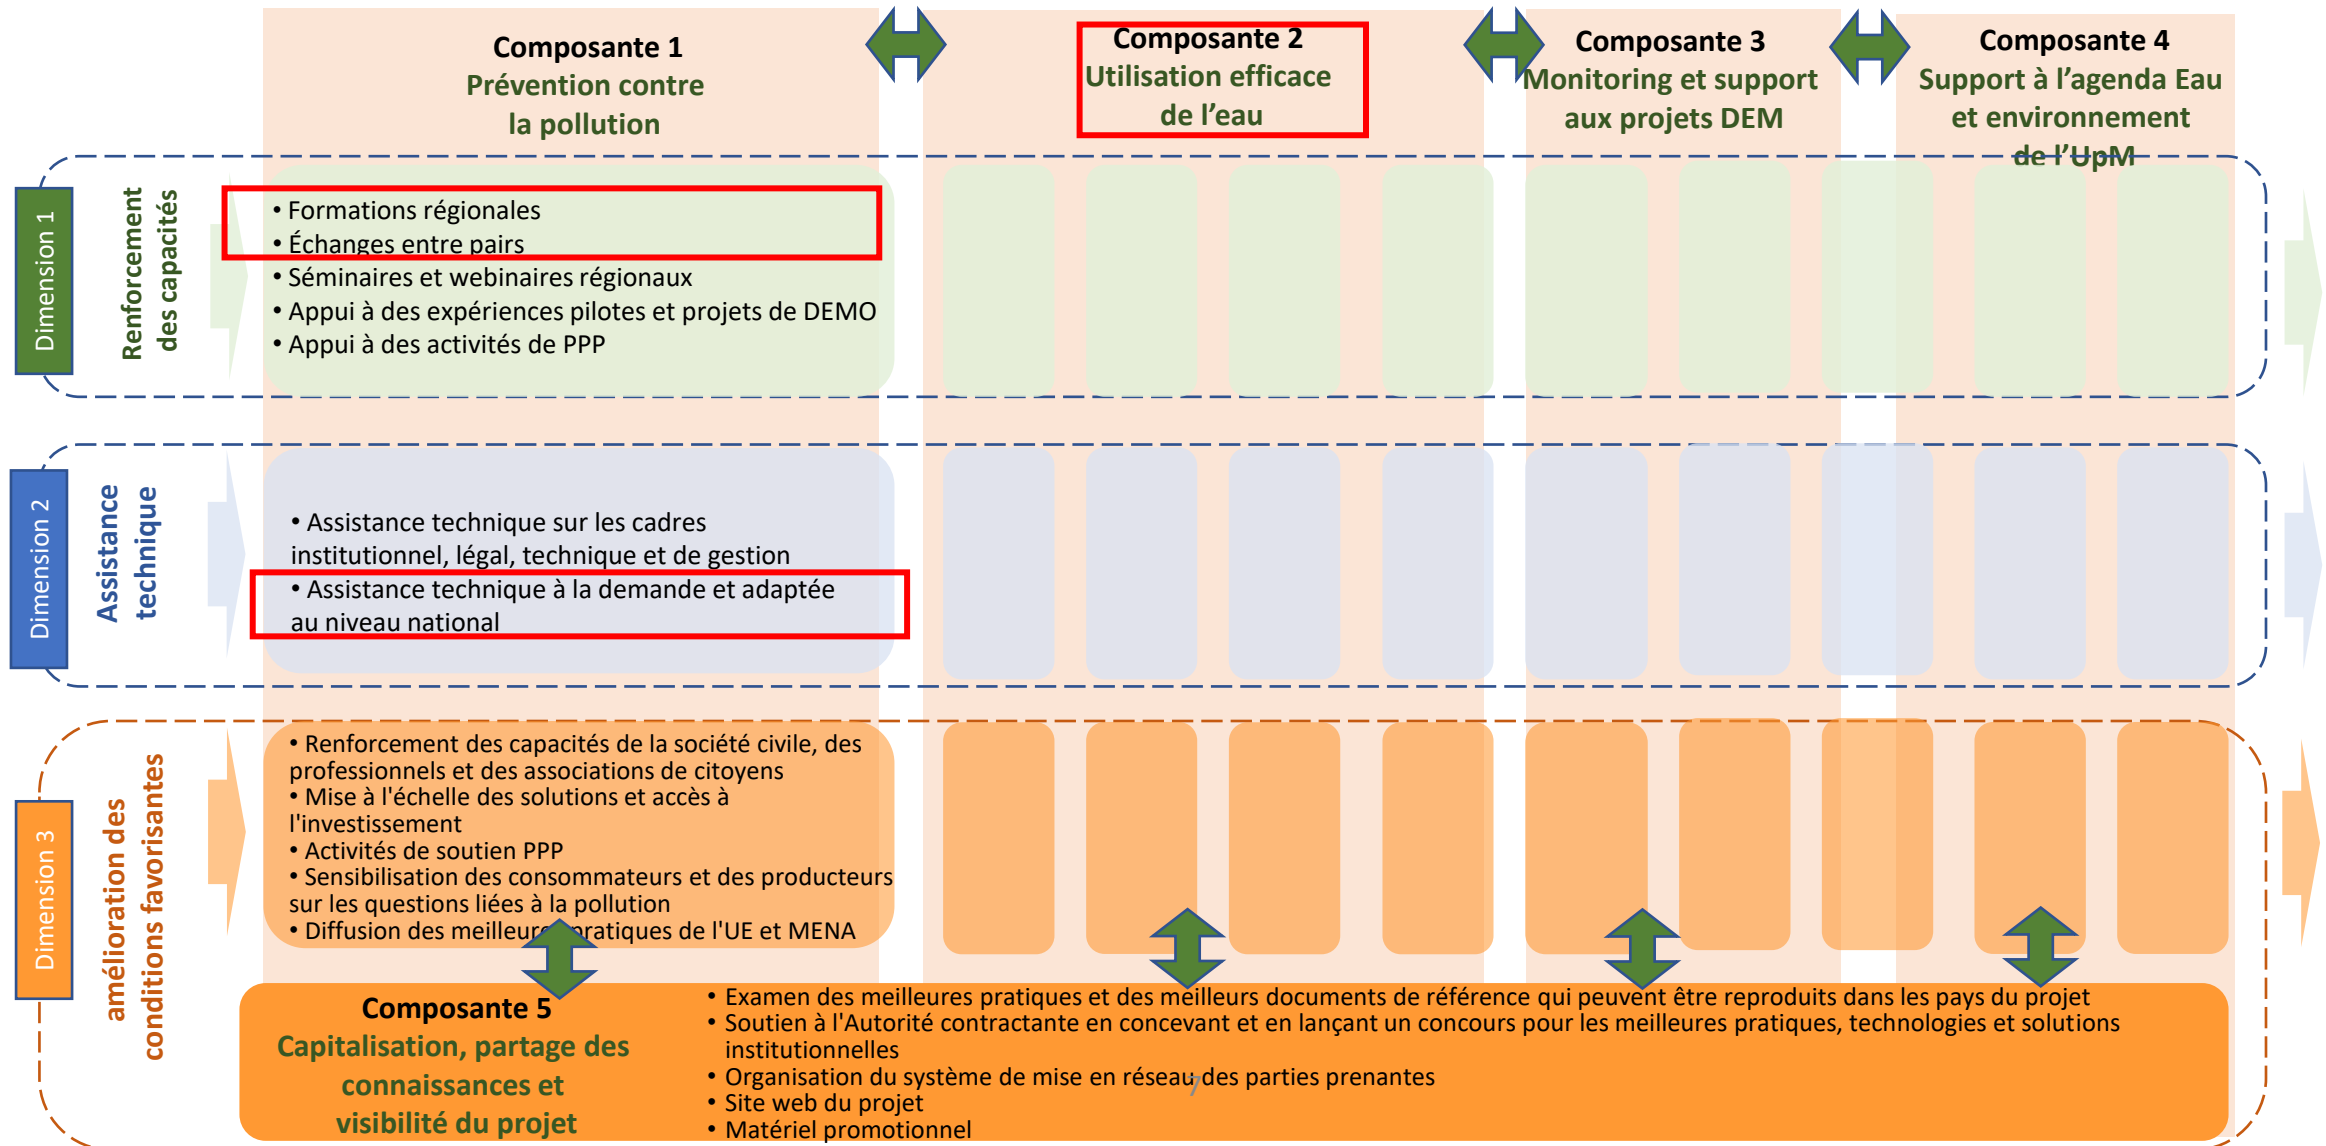 Composante 1
Prévention contre
la pollution
Composante 2
Utilisation efficace
de l'eau
Composante 3
Monitoring et support
aux projets DEM
Composante 4
Support à l'agenda Eau
et environnement
de l'UpM
Dimension 1
Renforcement
des capacités
• Formations régionales
• Échanges entre pairs
• Séminaires et webinaires régionaux
• Appui à des expériences pilotes et projets de DEMO
• Appui à des activités de PPP
Dimension 2
Assistance
technique
• Assistance technique sur les cadres
institutionnel, légal, technique et de gestion
• Assistance technique à la demande et adaptée
au niveau national
Dimension 3
amélioration des
conditions favorisantes
• Renforcement des capacités de la société civile, des
professionnels et des associations de citoyens
• Mise à l'échelle des solutions et accès à
l'investissement
• Activités de soutien PPP
• Sensibilisation des consommateurs et des producteurs
sur les questions liées à la pollution
• Diffusion des meilleures pratiques de l'UE et MENA
Composante 5
Capitalisation, partage des
connaissances et
visibilité du projet
• Examen des meilleures pratiques et des meilleurs documents de référence qui peuvent être reproduits dans les pays du projet
• Soutien à l'Autorité contractante en concevant et en lançant un concours pour les meilleures pratiques, technologies et solutions
institutionnelles
• Organisation du système de mise en réseau des parties prenantes
• Site web du projet
• Matériel promotionnel
7